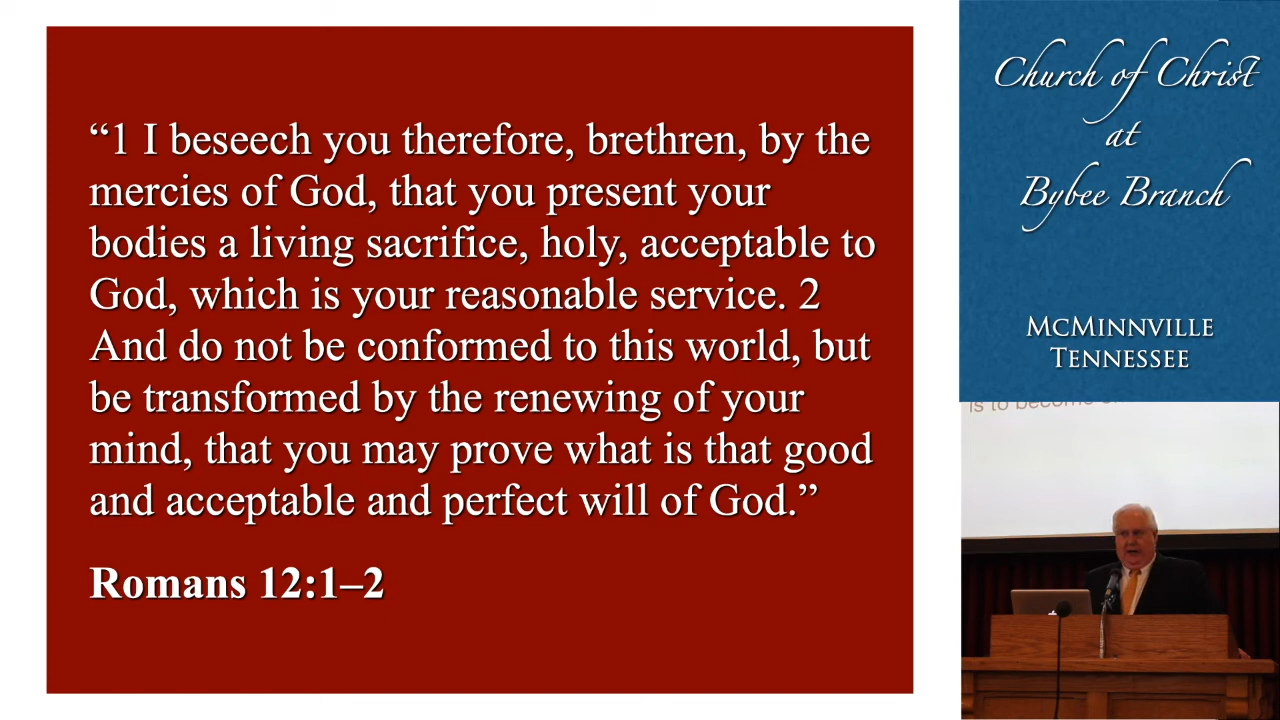 “1 I beseech you therefore, brethren, by the
mercies of God, that you present your
bodies a living sacrifice, holy, acceptable to
God, which is your reasonable service. 2
And do not be conformed to this world, but
be transformed by the renewing of your
mind, that you may prove what is that good
and acceptable and perfect will of God.”
Romans 12:1–2
Church of Christ
at
Bybee Branch
McMinnville
Tennessee
is to become